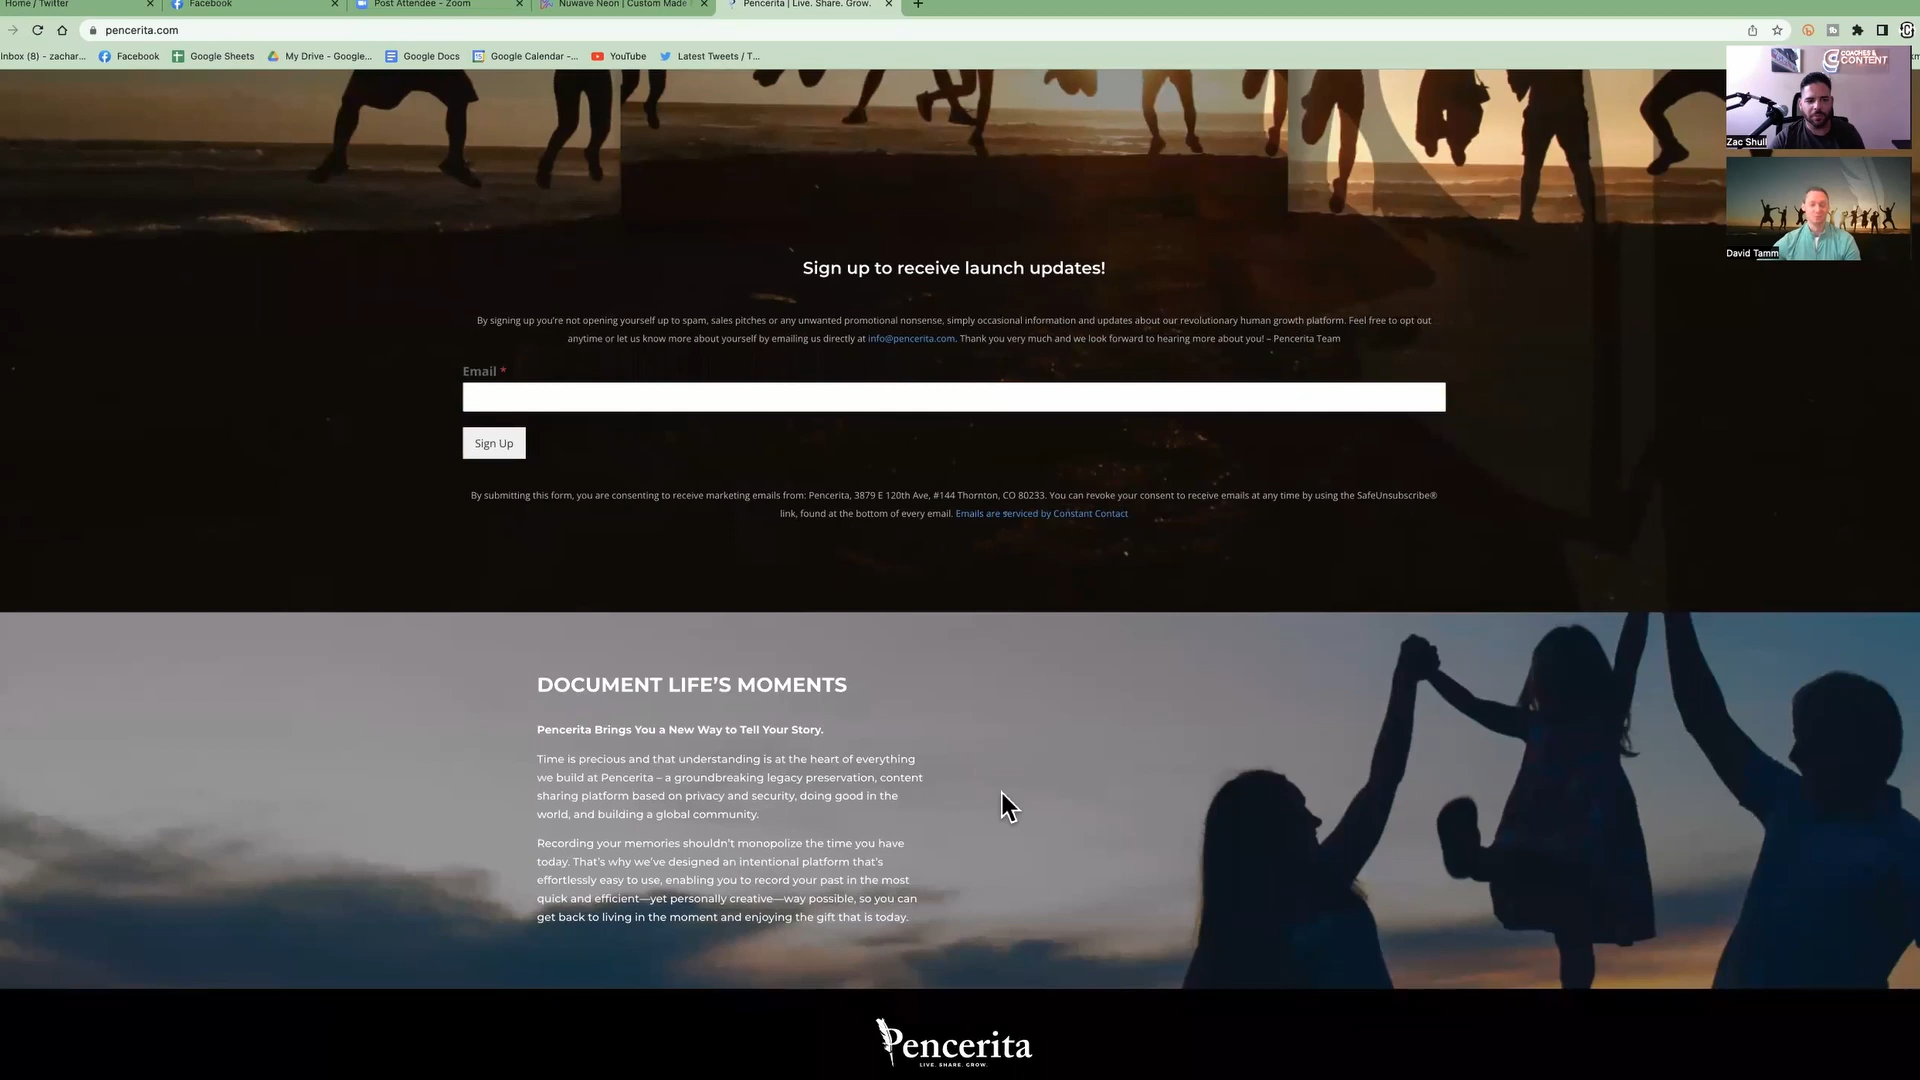 Home / Twitter
Facebook
Post Attendee - Zoom
Nuwave Neon | Custom Made
Pencerita | Live. Share. Grow.
pencerita.com
Inbox (8) - zachar...
Facebook
Google Sheets
My Drive - Google...
Google Docs
Google Calendar -...
YouTube
Latest Tweets / T...
COACHES &
CONTENT
Zac Shull
David Tamm
Sign up to receive launch updates!
By signing up you're not opening yourself up to spam, sales pitches or any unwanted promotional nonsense, simply occasional information and updates about our revolutionary human growth platform. Feel free to opt out
anytime or let us know more about yourself by emailing us directly at info@pencerita.com. Thank you very much and we look forward to hearing more about you! – Pencerita Team
Email *
Sign Up
By submitting this form, you are consenting to receive marketing emails from: Pencerita, 3879 E 120th Ave, #144 Thornton, CO 80233. You can revoke your consent to receive emails at any time by using the SafeUnsubscribe®
link, found at the bottom of every email. Emails are serviced by Constant Contact
DOCUMENT LIFE'S MOMENTS
Pencerita Brings You a New Way to Tell Your Story.
Time is precious and that understanding is at the heart of everything
we build at Pencerita – a groundbreaking legacy preservation, content
sharing platform based on privacy and security, doing good in the
world, and building a global community.
Recording your memories shouldn't monopolize the time you have
today. That's why we've designed an intentional platform that's
effortlessly easy to use, enabling you to record your past in the most
quick and efficient—yet personally creative—way possible, so you can
get back to living in the moment and enjoying the gift that is today.
Pencerita
LIVE. SHARE. GROW.